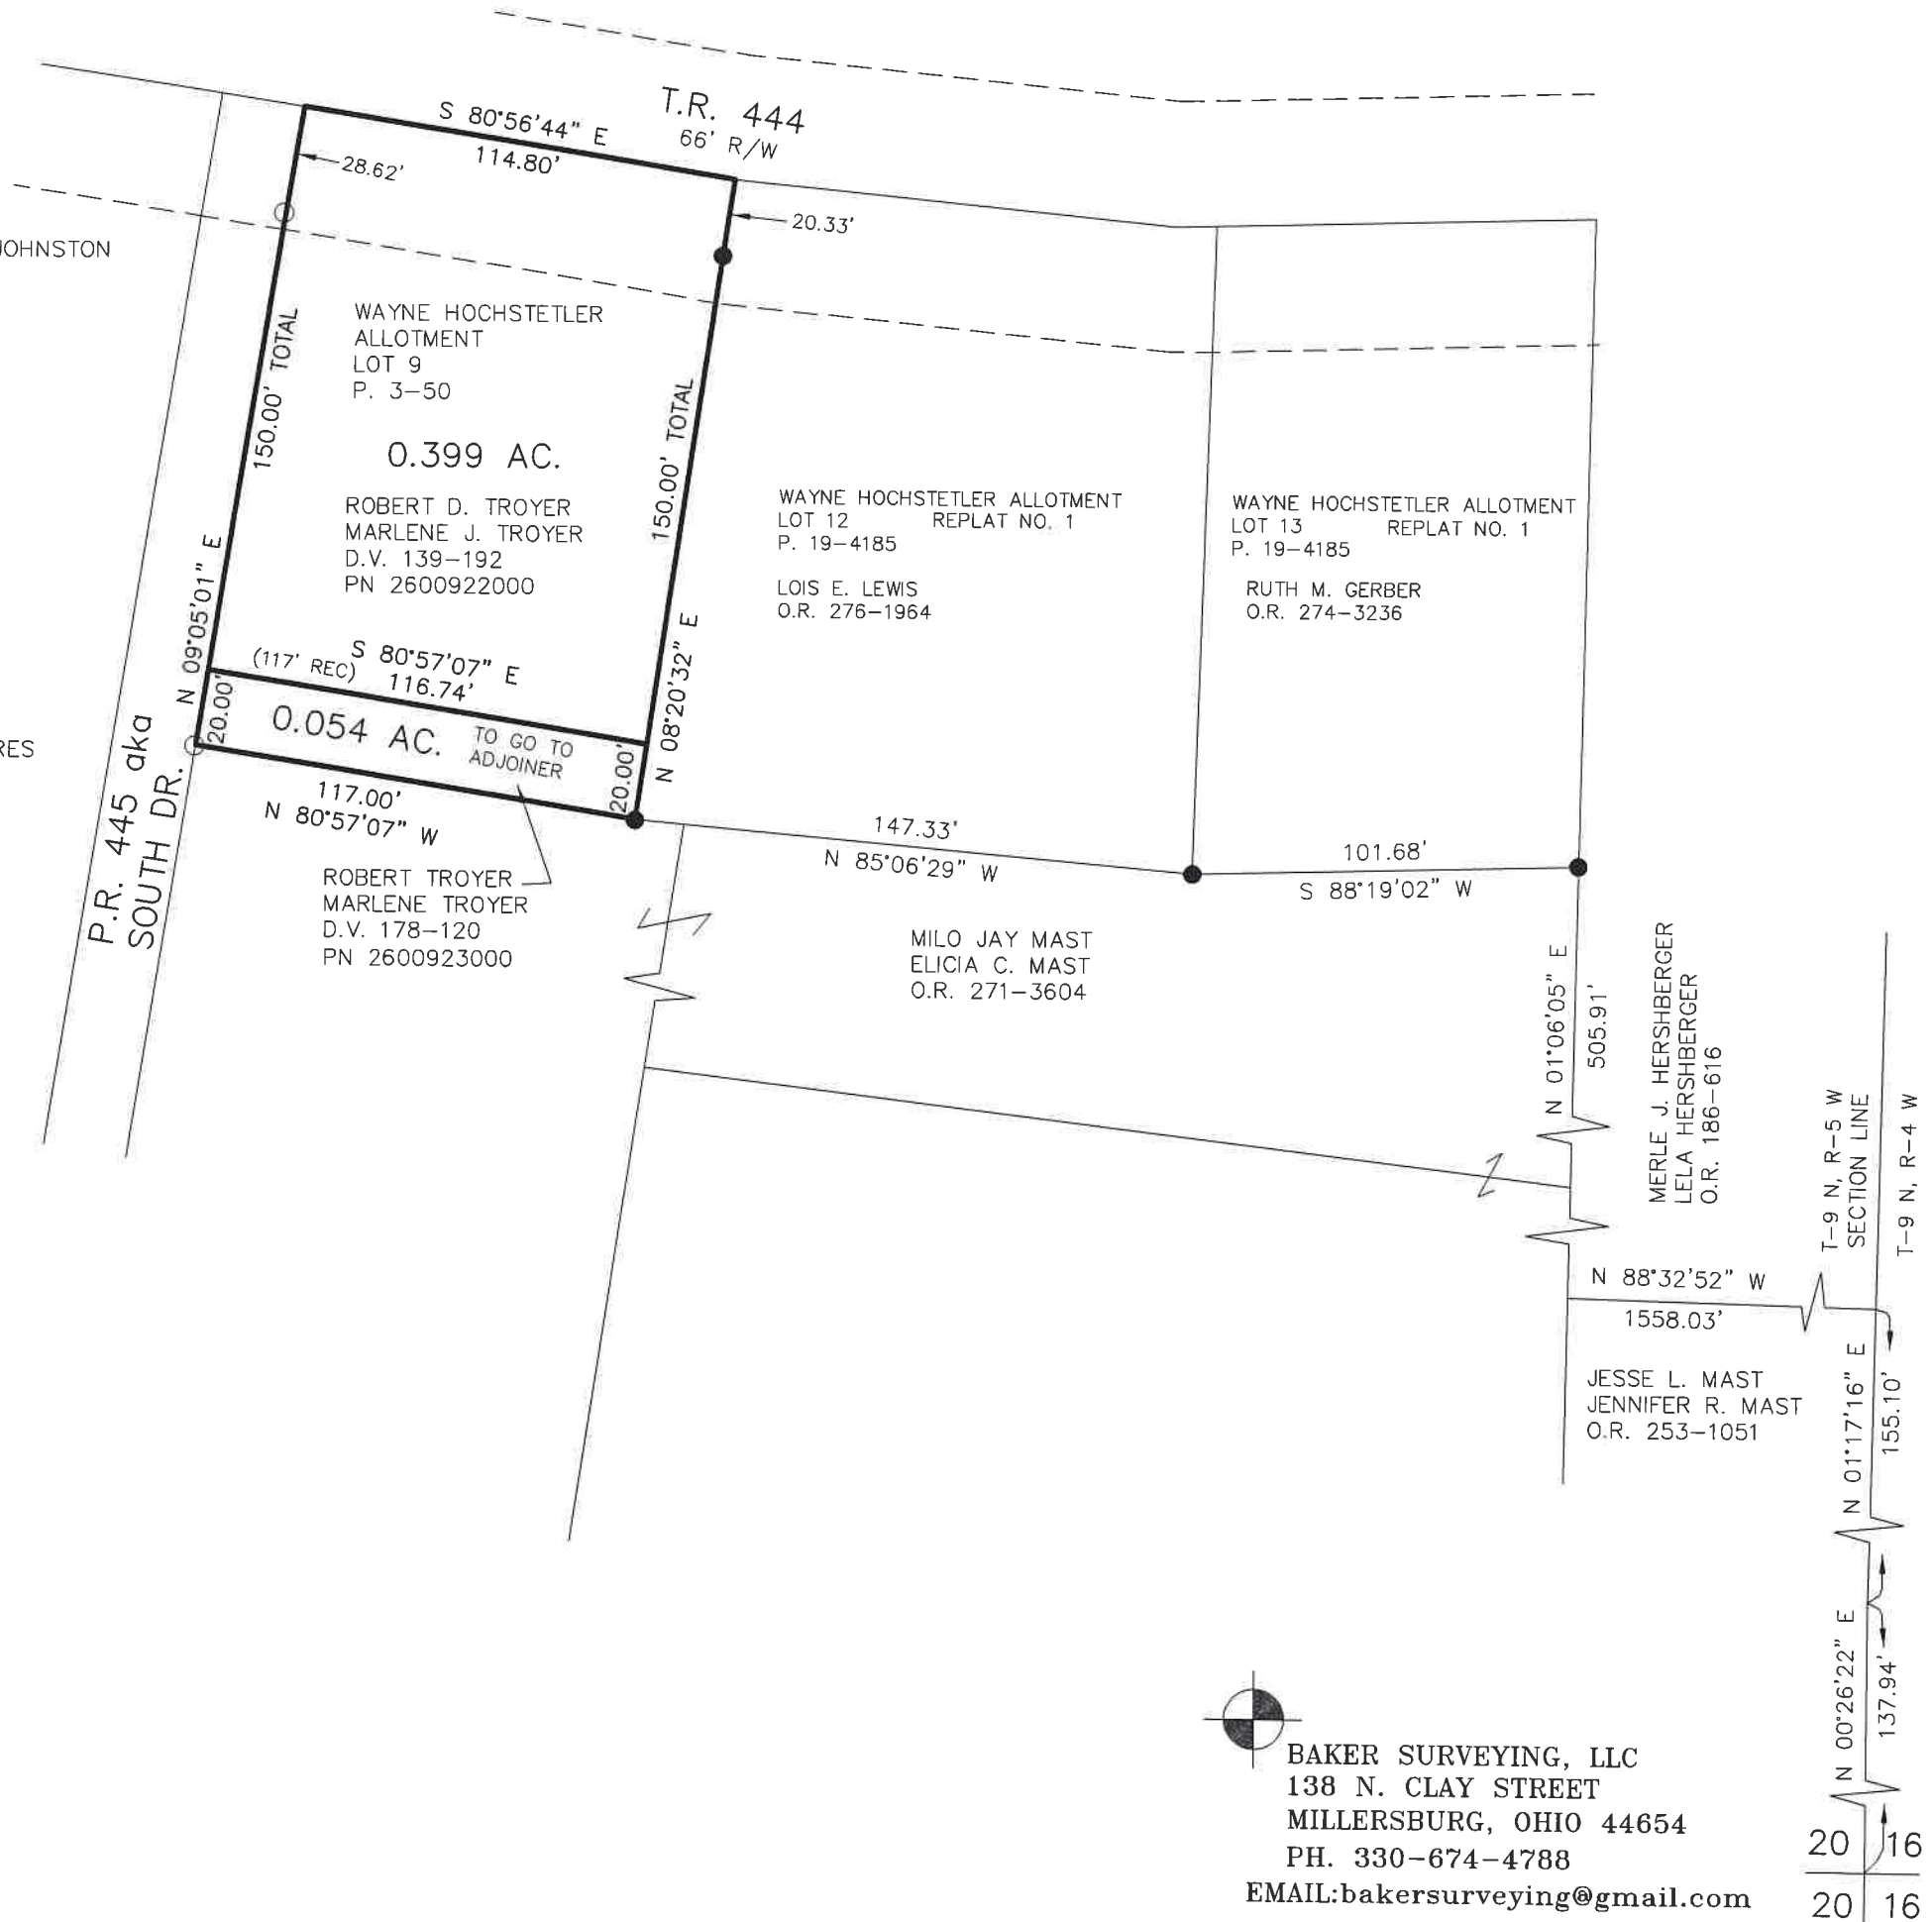 T.R. 444
66' R/W
S 80°56'44" E
114.80'
28.62'
20.33'
JOHNSTON
WAYNE HOCHSTETLER
ALLOTMENT
LOT 9
P. 3-50
150.00' TOTAL
150.00' TOTAL
0.399 AC.
ROBERT D. TROYER
MARLENE J. TROYER
D.V. 139-192
PN 2600922000
WAYNE HOCHSTETLER ALLOTMENT
LOT 12 REPLAT NO. 1
P. 19-4185
LOIS E. LEWIS
O.R. 276-1964
WAYNE HOCHSTETLER ALLOTMENT
LOT 13 REPLAT NO. 1
P. 19-4185
RUTH M. GERBER
O.R. 274-3236
N 09°05'01" E
N 08°20'32" E
S 80°57'07" E
(117' REC) 116.74'
20.00'
0.054 AC.
TO GO TO
ADJOINER
20.00'
RES
P.R. 445 aka
SOUTH DR.
117.00'
N 80°57'07" W
147.33'
N 85°06'29" W
101.68'
S 88°19'02" W
ROBERT TROYER
MARLENE TROYER
D.V. 178-120
PN 2600923000
MILO JAY MAST
ELICIA C. MAST
O.R. 271-3604
N 01°06'05" E
505.91'
MERLE J. HERSHBERGER
LELA HERSHBERGER
O.R. 186-616
T-9 N, R-5 W
SECTION LINE
T-9 N, R-4 W
N 88°32'52" W
1558.03'
JESSE L. MAST
JENNIFER R. MAST
O.R. 253-1051
N 01°17'16" E
155.10'
N 00°26'22" E
137.94'
BAKER SURVEYING, LLC
138 N. CLAY STREET
MILLERSBURG, OHIO 44654
PH. 330-674-4788
EMAIL:bakersurveying@gmail.com
20 16
20 16